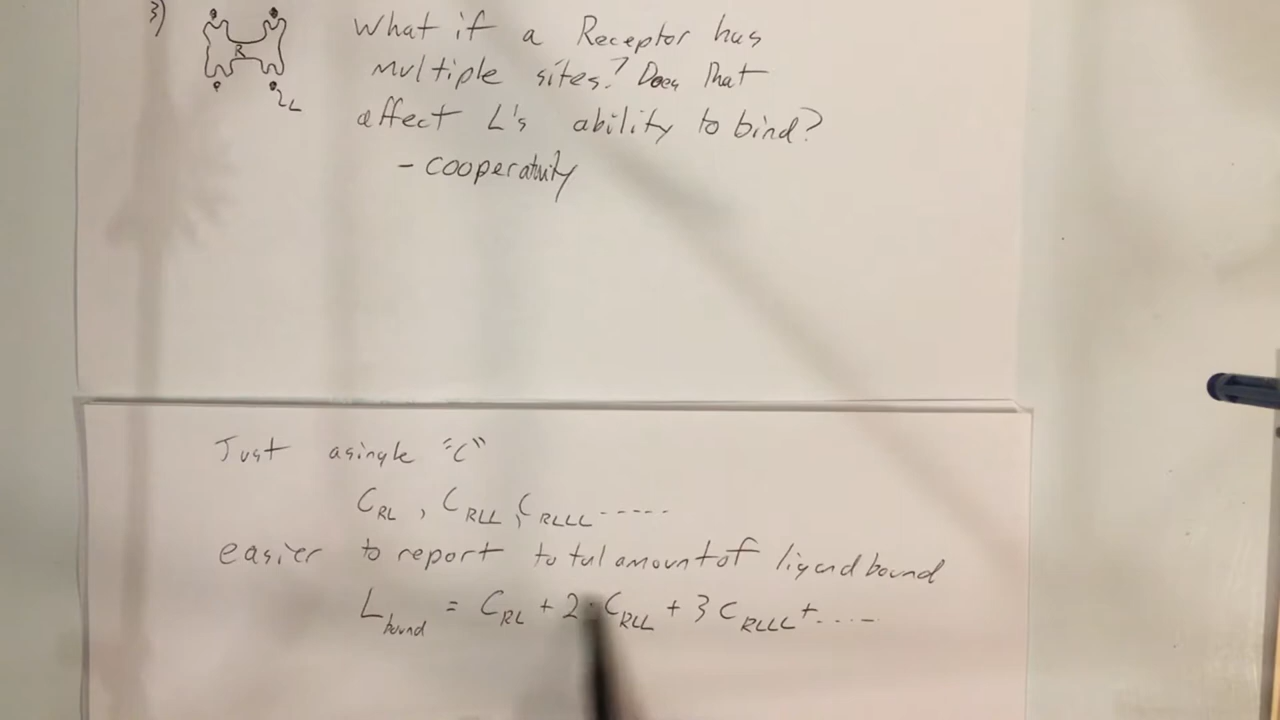 3)
R
L
What if a Receptor has
multiple sites? Does that
affect L's ability to bind?
- cooperativity
Just a single "C"
C_RL , C_RLL , C_RLLL -----
easier to report total amount of ligand bound
L_bound = C_RL + 2 · C_RLL + 3 C_RLLL + ....